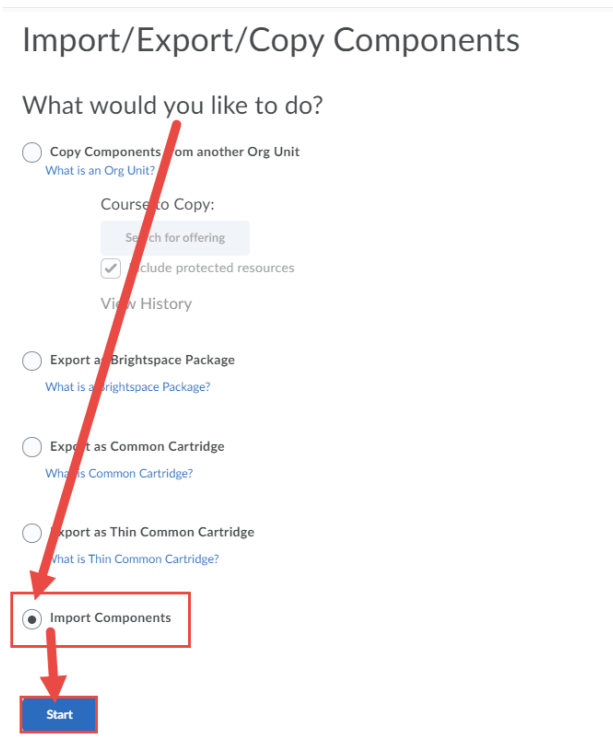 Import/Export/Copy Components
What would you like to do?
Copy Components from another Org Unit
What is an Org Unit?
Course to Copy:
Search for offering
Include protected resources
View History
Export as Brightspace Package
What is a Brightspace Package?
Export as Common Cartridge
What is Common Cartridge?
Export as Thin Common Cartridge
What is Thin Common Cartridge?
Import Components
Start